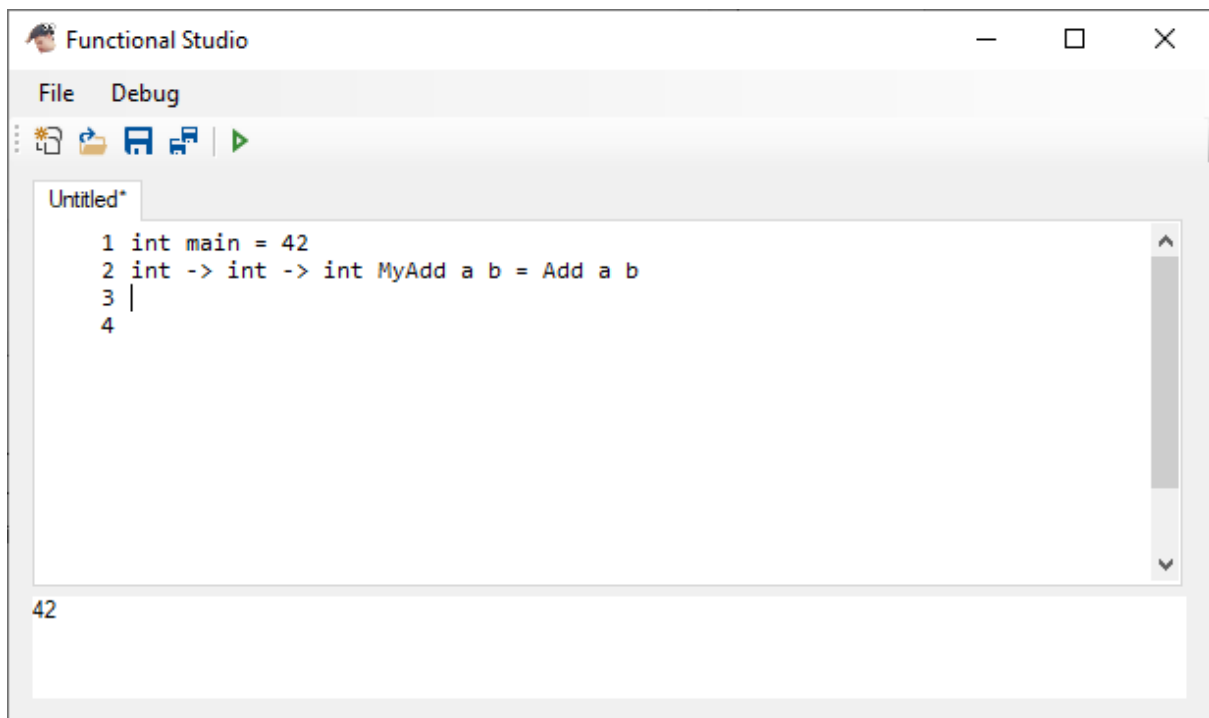 Functional Studio
File Debug
Untitled*
1 int main = 42
2 int -> int -> int MyAdd a b = Add a b
3
4
42